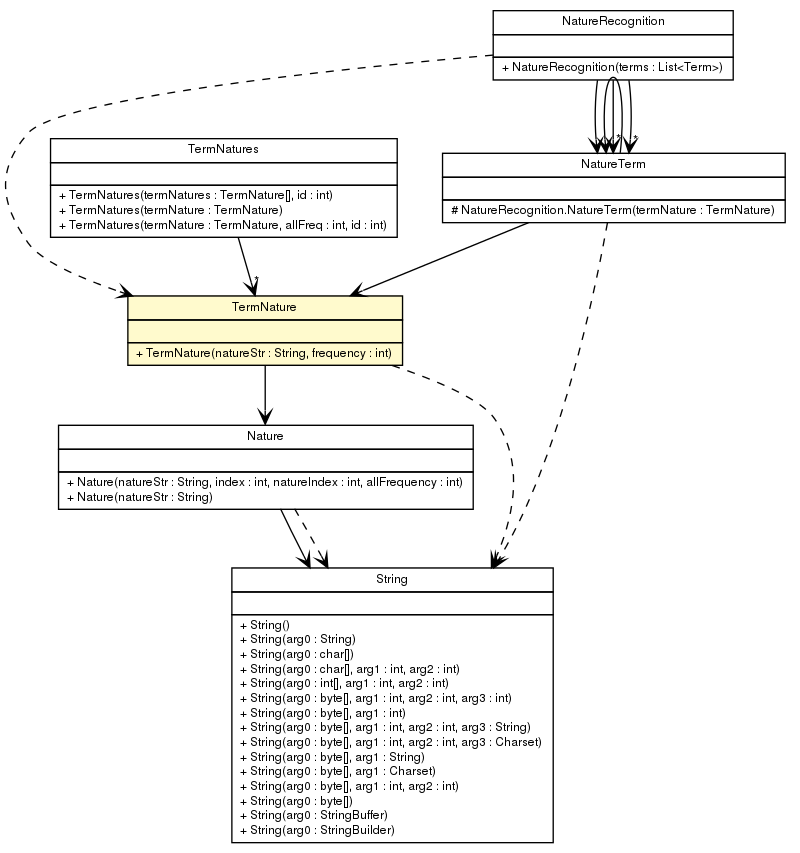 NatureRecognition
+ NatureRecognition(terms : List<Term>)
TermNatures
+ TermNatures(termNatures : TermNature[], id : int)
+ TermNatures(termNature : TermNature)
+ TermNatures(termNature : TermNature, allFreq : int, id : int)
*
*
NatureTerm
# NatureRecognition.NatureTerm(termNature : TermNature)
*
TermNature
+ TermNature(natureStr : String, frequency : int)
Nature
+ Nature(natureStr : String, index : int, natureIndex : int, allFrequency : int)
+ Nature(natureStr : String)
String
+ String()
+ String(arg0 : String)
+ String(arg0 : char[])
+ String(arg0 : char[], arg1 : int, arg2 : int)
+ String(arg0 : int[], arg1 : int, arg2 : int)
+ String(arg0 : byte[], arg1 : int, arg2 : int, arg3 : int)
+ String(arg0 : byte[], arg1 : int)
+ String(arg0 : byte[], arg1 : int, arg2 : int, arg3 : String)
+ String(arg0 : byte[], arg1 : int, arg2 : int, arg3 : Charset)
+ String(arg0 : byte[], arg1 : String)
+ String(arg0 : byte[], arg1 : Charset)
+ String(arg0 : byte[], arg1 : int, arg2 : int)
+ String(arg0 : byte[])
+ String(arg0 : StringBuffer)
+ String(arg0 : StringBuilder)